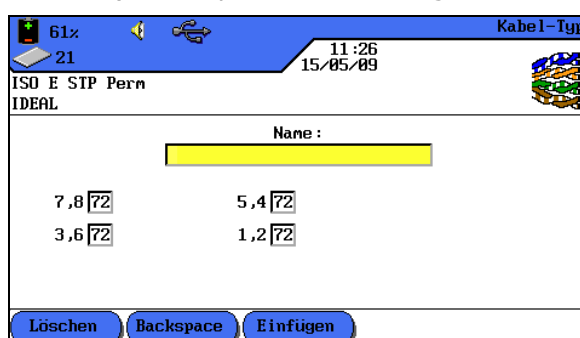 61% Kabel-Typ
21 11:26
15/05/09
ISO E STP Perm
IDEAL
Name:
7,8 72 5,4 72
3,6 72 1,2 72
Löschen Backspace Einfügen